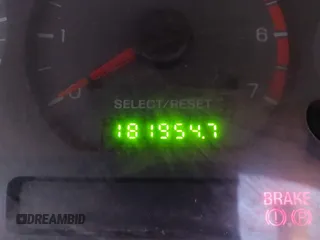 1
6
0
7
SELECT/RESET
181954.7
BRAKE
DREAMBID